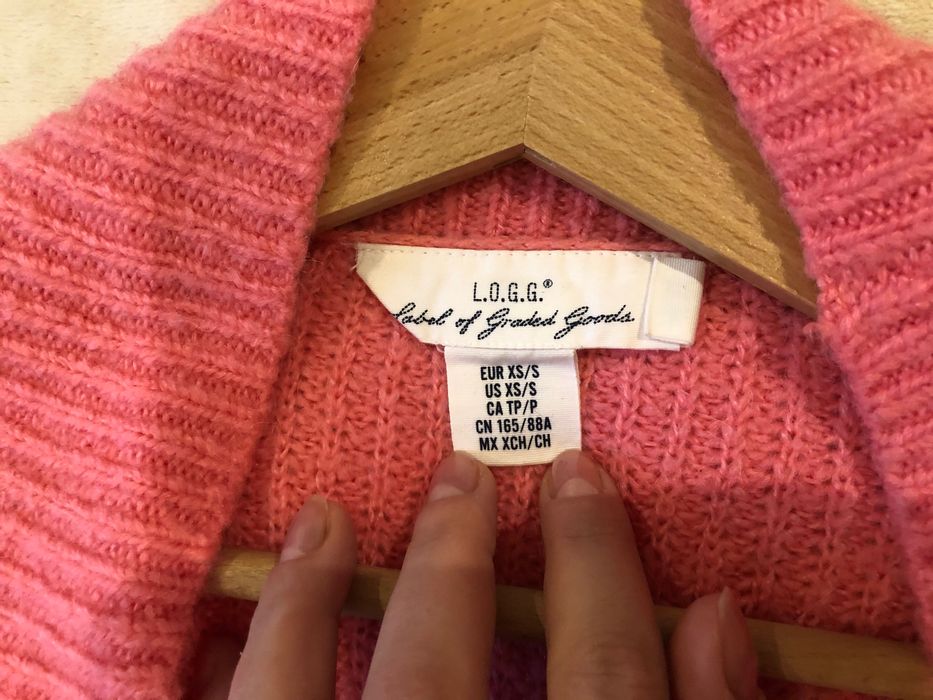 L.O.G.G.®
Label of Graded Goods
EUR XS/S
US XS/S
CA TP/P
CN 165/88A
MX XCH/CH